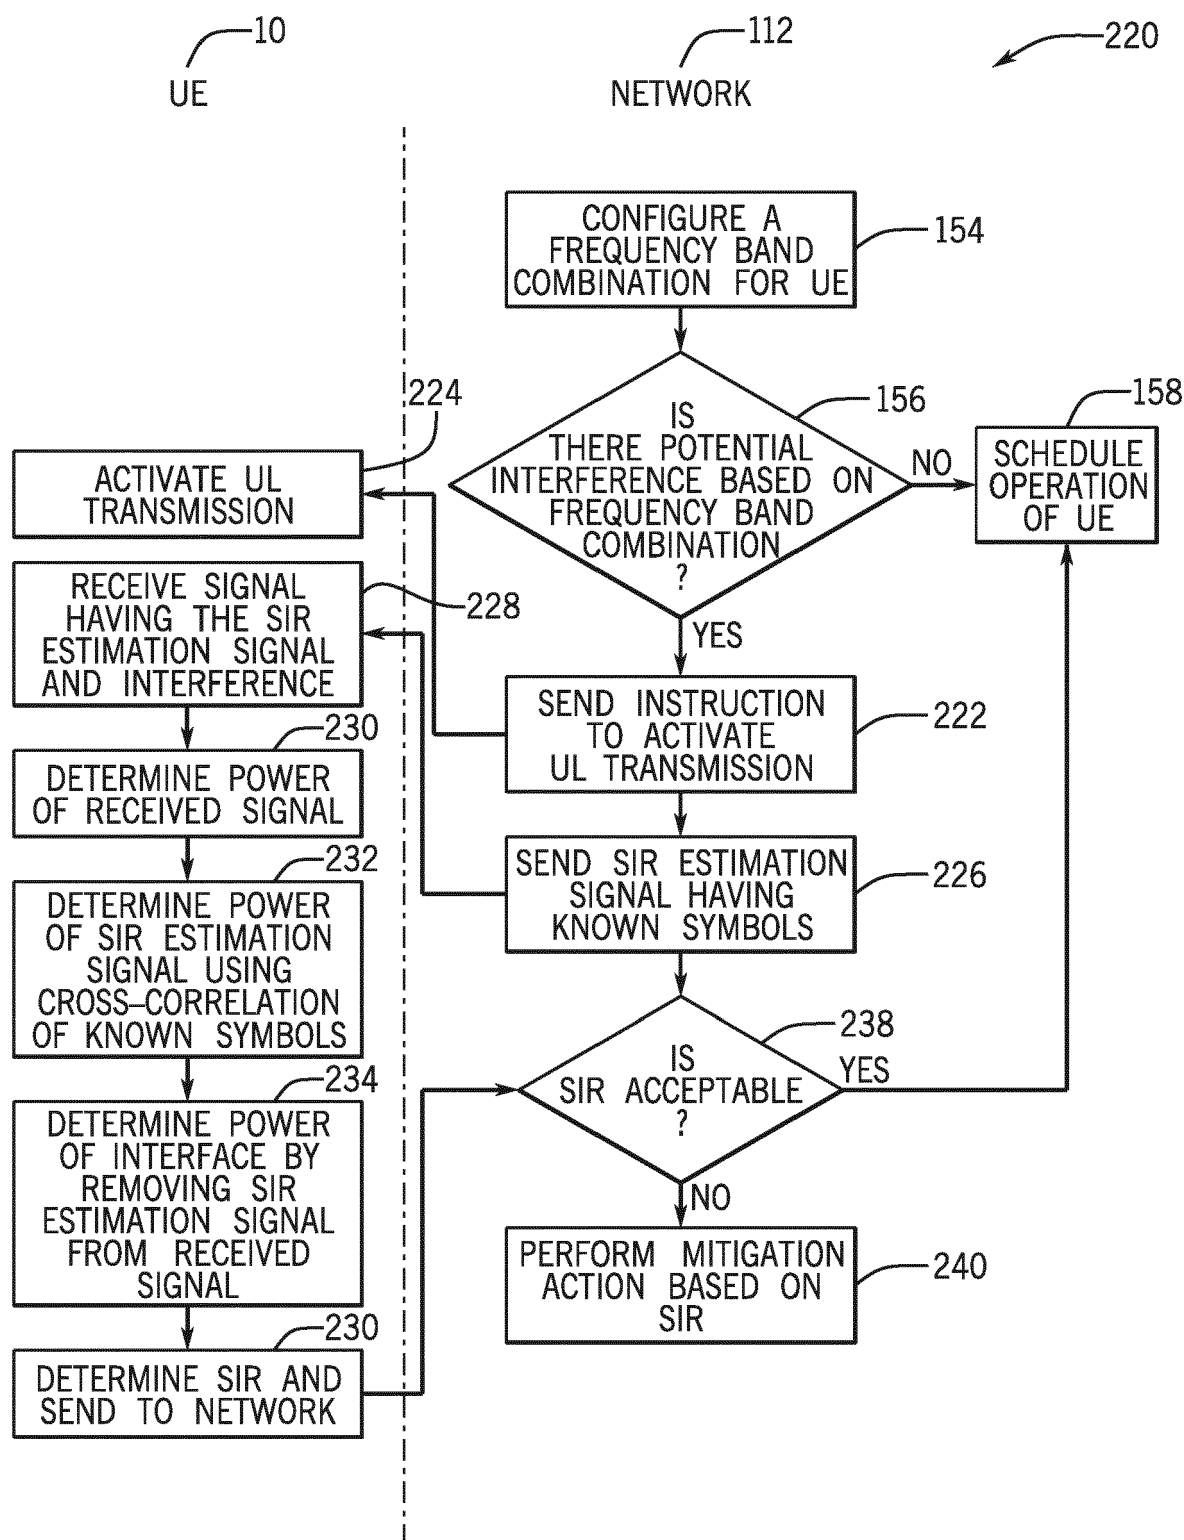 10
UE
112
NETWORK
220
CONFIGURE A
FREQUENCY BAND
COMBINATION FOR UE
154
IS
THERE POTENTIAL
INTERFERENCE BASED ON
FREQUENCY BAND
COMBINATION
?
156
NO
YES
158
SCHEDULE
OPERATION
OF UE
224
ACTIVATE UL
TRANSMISSION
RECEIVE SIGNAL
HAVING THE SIR
ESTIMATION SIGNAL
AND INTERFERENCE
228
SEND INSTRUCTION
TO ACTIVATE
UL TRANSMISSION
222
230
DETERMINE POWER
OF RECEIVED SIGNAL
SEND SIR ESTIMATION
SIGNAL HAVING
KNOWN SYMBOLS
226
232
DETERMINE POWER
OF SIR ESTIMATION
SIGNAL USING
CROSS–CORRELATION
OF KNOWN SYMBOLS
IS
SIR ACCEPTABLE
?
238
YES
NO
234
DETERMINE POWER
OF INTERFACE BY
REMOVING SIR
ESTIMATION SIGNAL
FROM RECEIVED
SIGNAL
PERFORM MITIGATION
ACTION BASED ON
SIR
240
230
DETERMINE SIR AND
SEND TO NETWORK